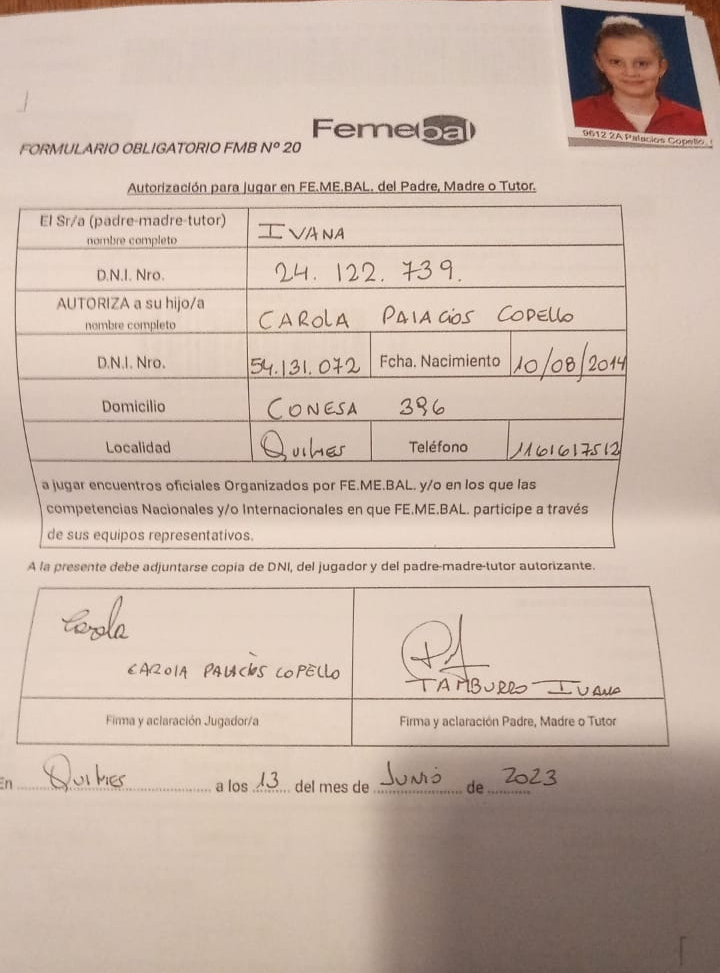 Femebal
9612 2A Palacios Copello,
FORMULARIO OBLIGATORIO FMB Nº 20
Autorización para jugar en FE.ME.BAL. del Padre, Madre o Tutor.
El Sr/a (padre-madre-tutor)
nombre completo
IVANA
D.N.I. Nro.
24. 122. 739.
AUTORIZA a su hijo/a
nombre completo
CAROLA PALACIOS COPELLO
D.N.I. Nro.
54.131.072
Fcha. Nacimiento
10/08/2014
Domicilio
CONESA 396
Localidad
Quilmes
Teléfono
1161617512
a jugar encuentros oficiales Organizados por FE.ME.BAL. y/o en los que las
competencias Nacionales y/o Internacionales en que FE.ME.BAL. participe a través
de sus equipos representativos.
A la presente debe adjuntarse copia de DNI, del jugador y del padre-madre-tutor autorizante.
Carola
CAROLA PALACIOS COPELLO
TAMBURRO IVANA
Firma y aclaración Jugador/a
Firma y aclaración Padre, Madre o Tutor
En Quilmes a los 13 del mes de Junio de 2023